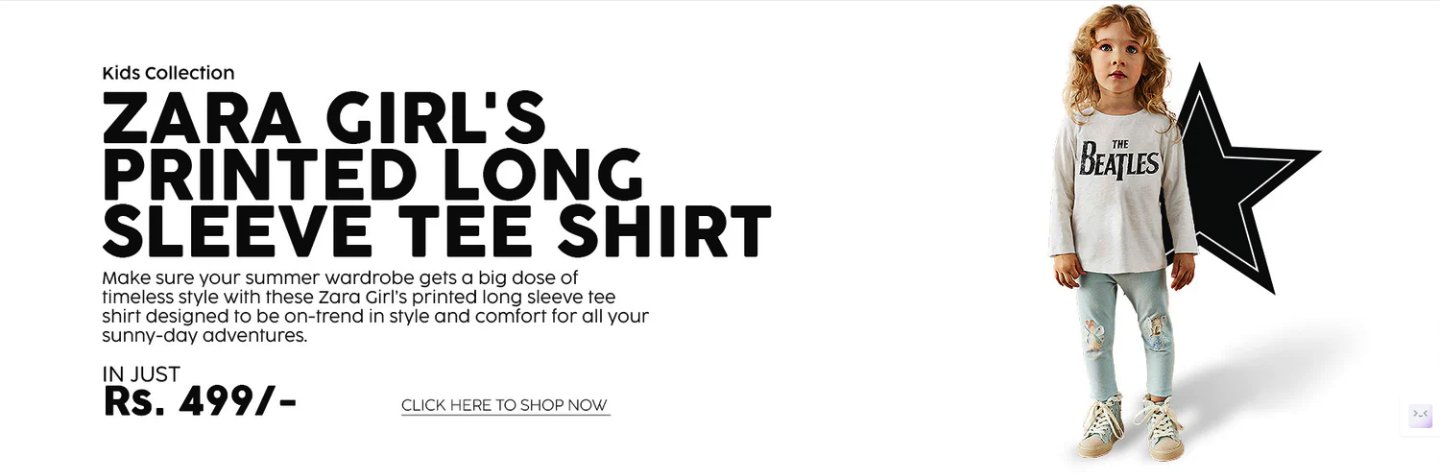 Kids Collection
ZARA GIRL'S
PRINTED LONG
SLEEVE TEE SHIRT
Make sure your summer wardrobe gets a big dose of
timeless style with these Zara Girl's printed long sleeve tee
shirt designed to be on-trend in style and comfort for all your
sunny-day adventures.
IN JUST
Rs. 499/-
CLICK HERE TO SHOP NOW
THE
BEATLES